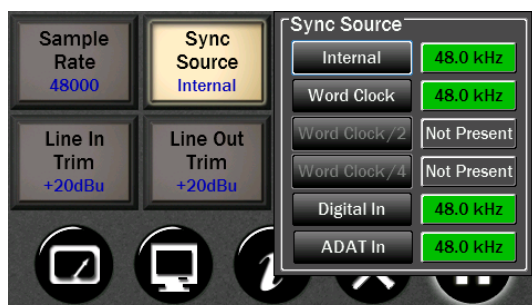 Sample
Rate
48000
Sync
Source
Internal
Line In
Trim
+20dBu
Line Out
Trim
+20dBu
i
Sync Source
Internal 48.0 kHz
Word Clock 48.0 kHz
Word Clock/2 Not Present
Word Clock/4 Not Present
Digital In 48.0 kHz
ADAT In 48.0 kHz